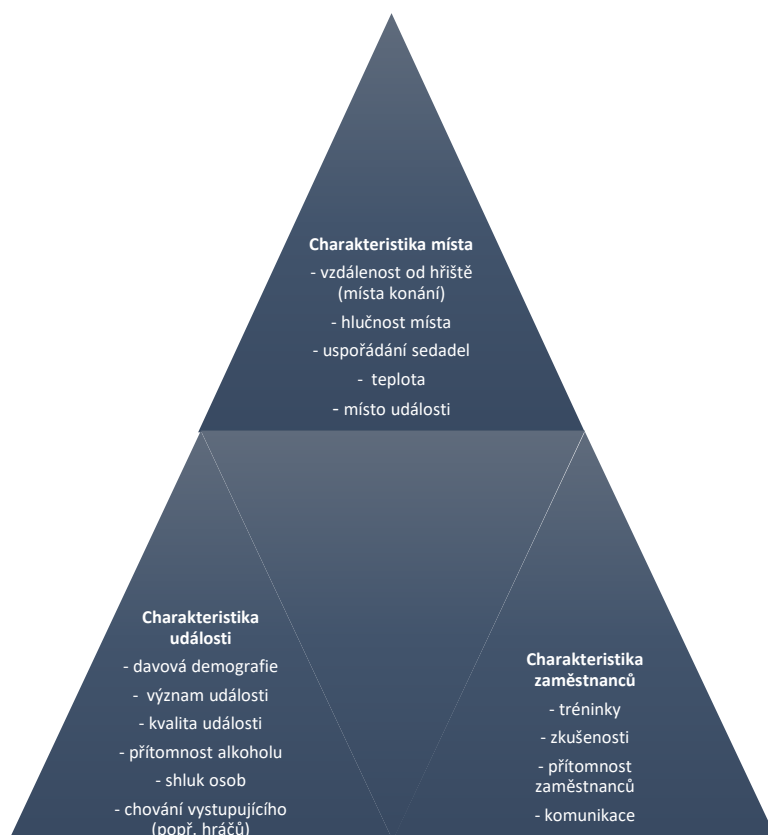 Charakteristika místa
- vzdálenost od hřiště
(místa konání)
- hlučnost místa
- uspořádání sedadel
- teplota
- místo události
Charakteristika
události
- davová demografie
- význam události
- kvalita události
- přítomnost alkoholu
- shluk osob
- chování vystupujícího
(popř. hráčů)
Charakteristika
zaměstnanců
- tréninky
- zkušenosti
- přítomnost
zaměstnanců
- komunikace